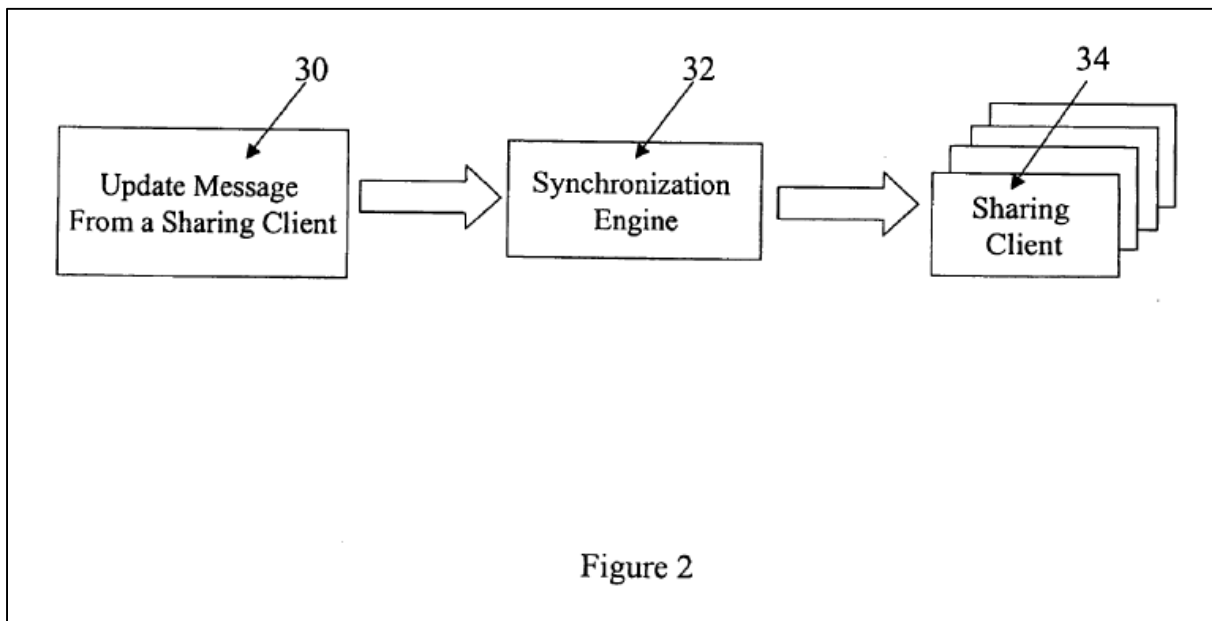 30
32
34
Update Message
From a Sharing Client
Synchronization
Engine
Sharing
Client
Figure 2